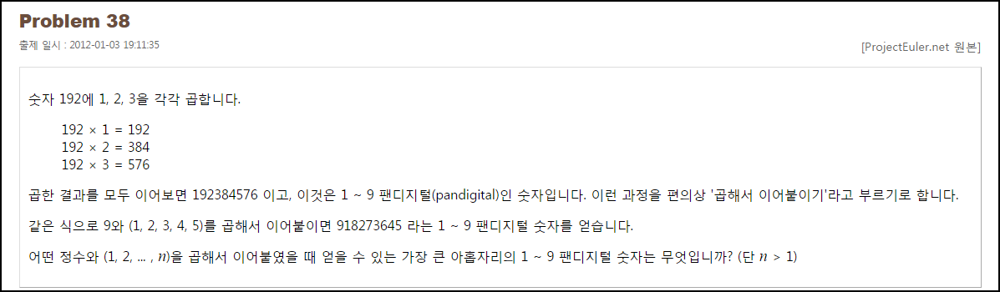 Problem 38
출제 일시 : 2012-01-03 19:11:35
[ProjectEuler.net 원본]
숫자 192에 1, 2, 3을 각각 곱합니다.
192 × 1 = 192
192 × 2 = 384
192 × 3 = 576
곱한 결과를 모두 이어보면 192384576 이고, 이것은 1 ~ 9 팬디지털(pandigital)인 숫자입니다. 이런 과정을 편의상 '곱해서 이어붙이기'라고 부르기로 합니다.
같은 식으로 9와 (1, 2, 3, 4, 5)를 곱해서 이어붙이면 918273645 라는 1 ~ 9 팬디지털 숫자를 얻습니다.
어떤 정수와 (1, 2, ... , n)을 곱해서 이어붙였을 때 얻을 수 있는 가장 큰 아홉자리의 1 ~ 9 팬디지털 숫자는 무엇입니까? (단 n > 1)